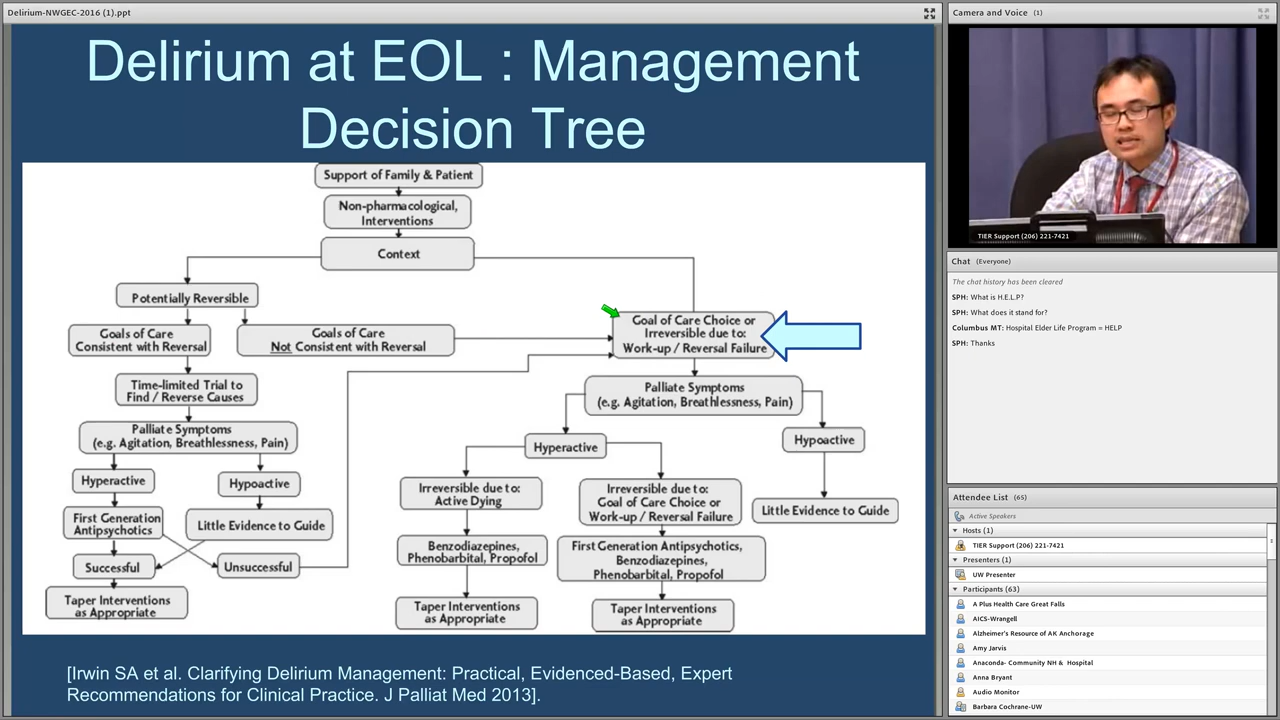 Delirium-NWGEC-2016 (1).ppt
Delirium at EOL : Management
Decision Tree
Support of Family & Patient
Non-pharmacological,
Interventions
Context
Potentially Reversible
Goals of Care
Consistent with Reversal
Goals of Care
Not Consistent with Reversal
Goal of Care Choice or
Irreversible due to:
Work-up / Reversal Failure
Time-limited Trial to
Find / Reverse Causes
Palliate Symptoms
(e.g. Agitation, Breathlessness, Pain)
Palliate Symptoms
(e.g. Agitation, Breathlessness, Pain)
Hyperactive
Hypoactive
Hyperactive
Hypoactive
First Generation
Antipsychotics
Little Evidence to Guide
Irreversible due to:
Active Dying
Irreversible due to:
Goal of Care Choice or
Work-up / Reversal Failure
Little Evidence to Guide
Successful
Unsuccessful
Benzodiazepines,
Phenobarbital, Propofol
First Generation Antipsychotics,
Benzodiazepines,
Phenobarbital, Propofol
Taper Interventions
as Appropriate
Taper Interventions
as Appropriate
Taper Interventions
as Appropriate
[Irwin SA et al. Clarifying Delirium Management: Practical, Evidenced-Based, Expert
Recommendations for Clinical Practice. J Palliat Med 2013].
Camera and Voice (1)
TIER Support (206) 221-7421
Chat (Everyone)
The chat history has been cleared
SPH: What is H.E.L.P?
SPH: What does it stand for?
Columbus MT: Hospital Elder Life Program = HELP
SPH: Thanks
Attendee List (65)
Active Speakers
Hosts (1)
TIER Support (206) 221-7421
Presenters (1)
UW Presenter
Participants (63)
A Plus Health Care Great Falls
AICS-Wrangell
Alzheimer's Resource of AK Anchorage
Amy Jarvis
Anaconda- Community NH & Hospital
Anna Bryant
Audio Monitor
Barbara Cochrane-UW